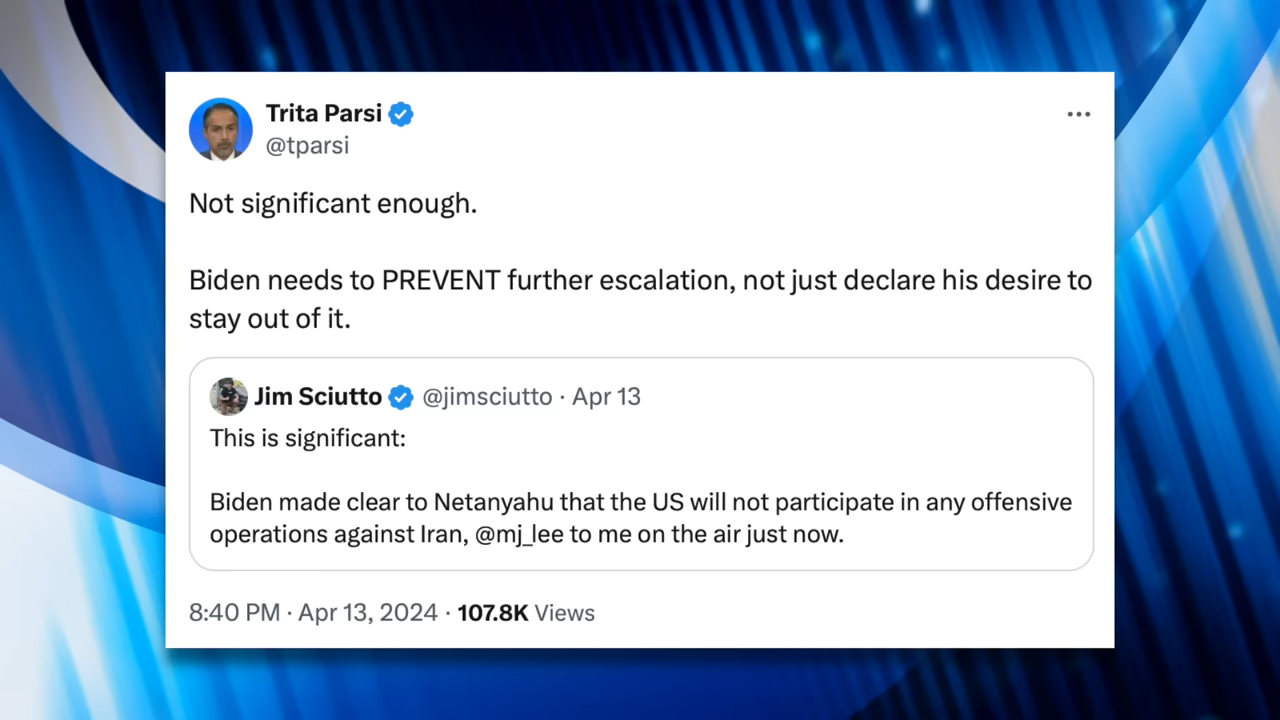 Trita Parsi
@tparsi
Not significant enough.
Biden needs to PREVENT further escalation, not just declare his desire to
stay out of it.
Jim Sciutto @jimsciutto · Apr 13
This is significant:
Biden made clear to Netanyahu that the US will not participate in any offensive
operations against Iran, @mj_lee to me on the air just now.
8:40 PM · Apr 13, 2024 · 107.8K Views